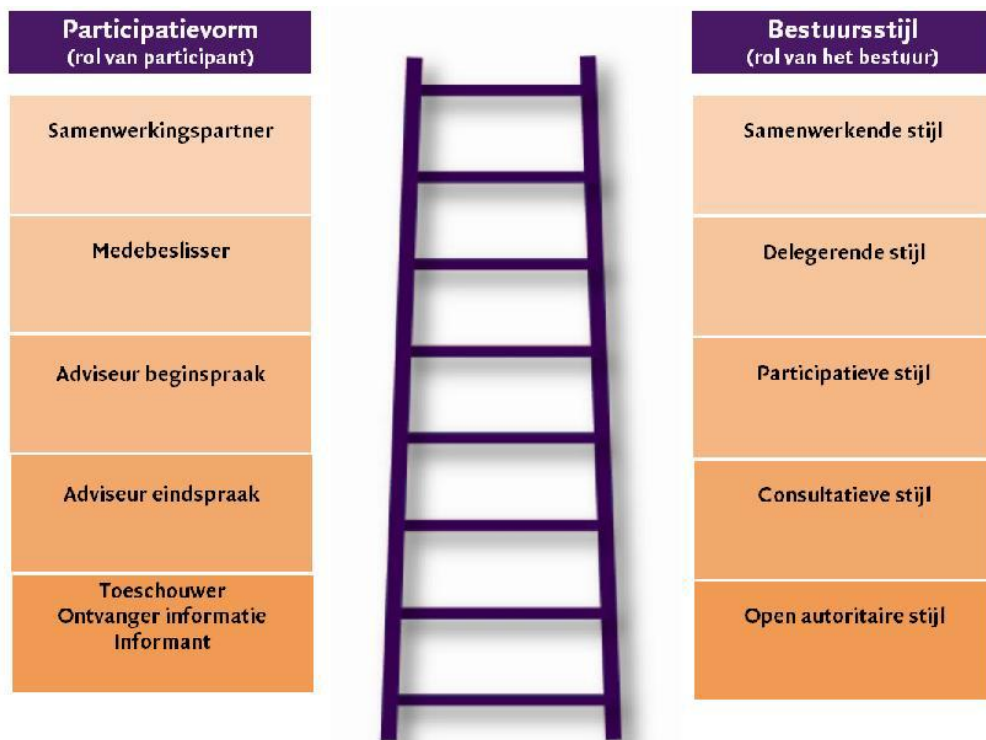 Participatievorm
(rol van participant)
Samenwerkingspartner
Medebeslisser
Adviseur beginspraak
Adviseur eindspraak
Toeschouwer
Ontvanger informatie
Informant
Bestuursstijl
(rol van het bestuur)
Samenwerkende stijl
Delegerende stijl
Participatieve stijl
Consultatieve stijl
Open autoritaire stijl